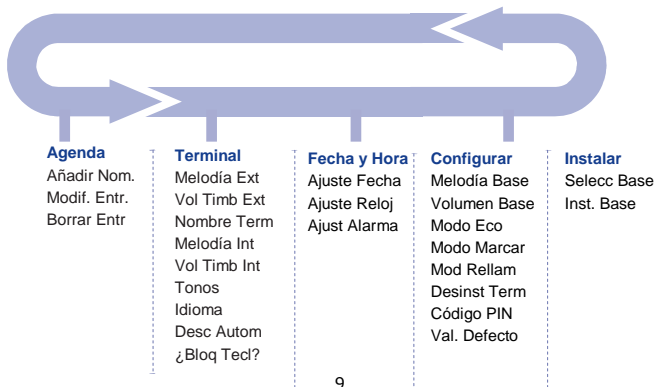 Agenda
Añadir Nom.
Modif. Entr.
Borrar Entr
Terminal
Melodía Ext
Vol Timb Ext
Nombre Term
Melodía Int
Vol Timb Int
Tonos
Idioma
Desc Autom
¿Bloq Tecl?
Fecha y Hora
Ajuste Fecha
Ajuste Reloj
Ajust Alarma
Configurar
Melodía Base
Volumen Base
Modo Eco
Modo Marcar
Mod Rellam
Desinst Term
Código PIN
Val. Defecto
Instalar
Selecc Base
Inst. Base
9